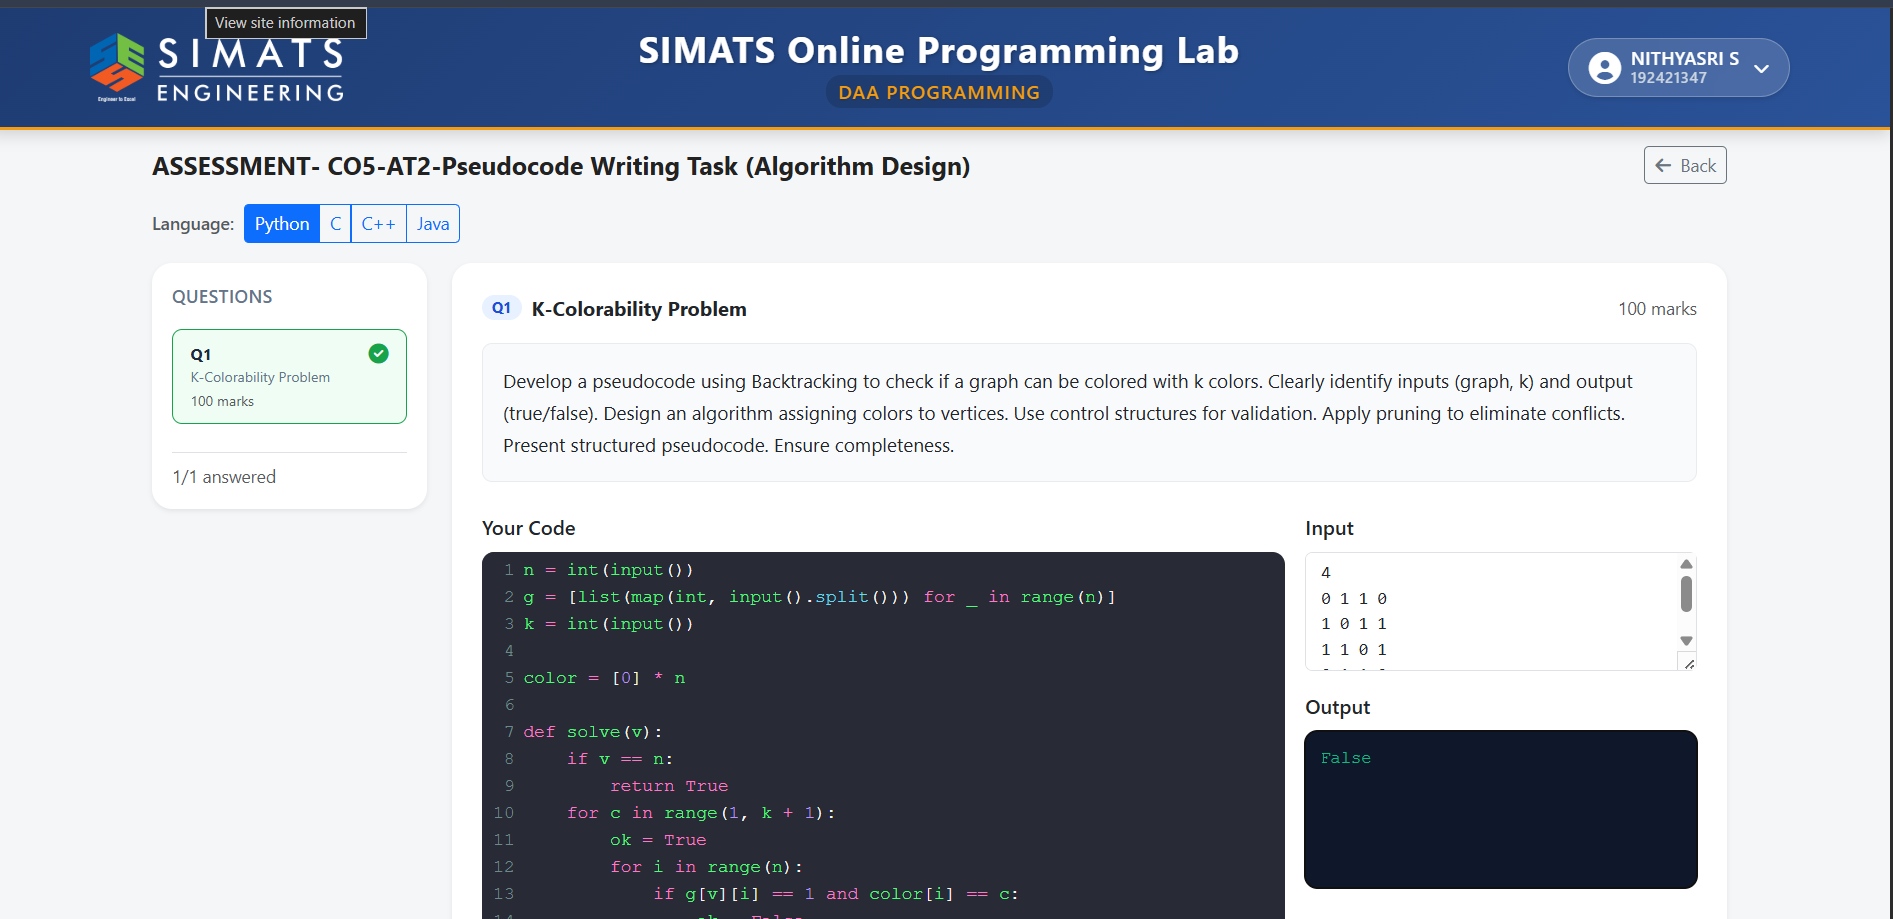 View site information
SIMATS
ENGINEERING
Engineer to Excel
SIMATS Online Programming Lab
DAA PROGRAMMING
NITHYASRI S
192421347
ASSESSMENT- CO5-AT2-Pseudocode Writing Task (Algorithm Design)
Back
Language: Python C C++ Java
QUESTIONS
Q1
K-Colorability Problem
100 marks
1/1 answered
Q1 K-Colorability Problem
100 marks
Develop a pseudocode using Backtracking to check if a graph can be colored with k colors. Clearly identify inputs (graph, k) and output
(true/false). Design an algorithm assigning colors to vertices. Use control structures for validation. Apply pruning to eliminate conflicts.
Present structured pseudocode. Ensure completeness.
Your Code
1 n = int(input())
2 g = [list(map(int, input().split())) for _ in range(n)]
3 k = int(input())
4
5 color = [0] * n
6
7 def solve(v):
8     if v == n:
9         return True
10     for c in range(1, k + 1):
11         ok = True
12         for i in range(n):
13             if g[v][i] == 1 and color[i] == c:
Input
4
0 1 1 0
1 0 1 1
1 1 0 1
Output
False